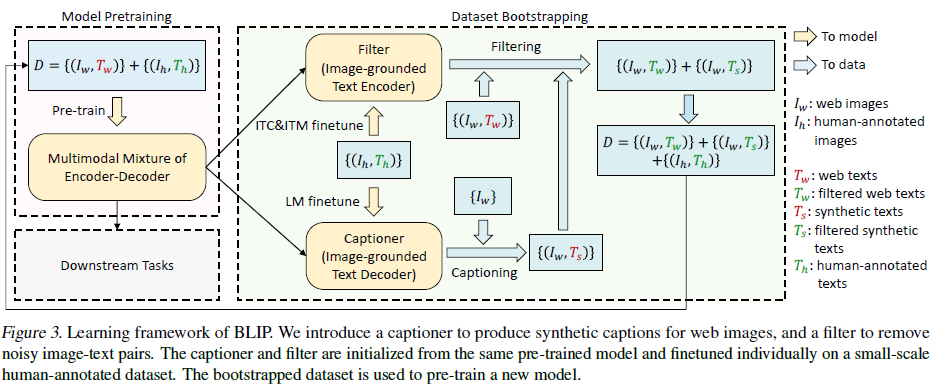 Model Pretraining
D = {(I_w, T_w)} + {(I_h, T_h)}
Pre-train
Multimodal Mixture of
Encoder-Decoder
Downstream Tasks
Dataset Bootstrapping
Filter
(Image-grounded
Text Encoder)
ITC&ITM finetune
{(I_h, T_h)}
LM finetune
Captioner
(Image-grounded
Text Decoder)
Filtering
{(I_w, T_w)}
{I_w}
Captioning
{(I_w, T_s)}
{(I_w, T_w)} + {(I_w, T_s)}
D = {(I_w, T_w)} + {(I_w, T_s)}
+{(I_h, T_h)}
To model
To data
I_w: web images
I_h: human-annotated
images
T_w: web texts
T_w: filtered web texts
T_s: synthetic texts
T_s: filtered synthetic
texts
T_h: human-annotated
texts
Figure 3. Learning framework of BLIP. We introduce a captioner to produce synthetic captions for web images, and a filter to remove
noisy image-text pairs. The captioner and filter are initialized from the same pre-trained model and finetuned individually on a small-scale
human-annotated dataset. The bootstrapped dataset is used to pre-train a new model.